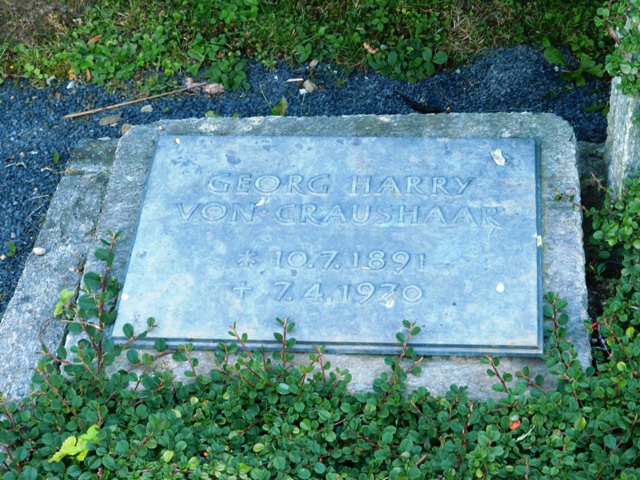 GEORG HARRY
VON CRAUSHAAR
* 10.7.1891
† 7.4.1970